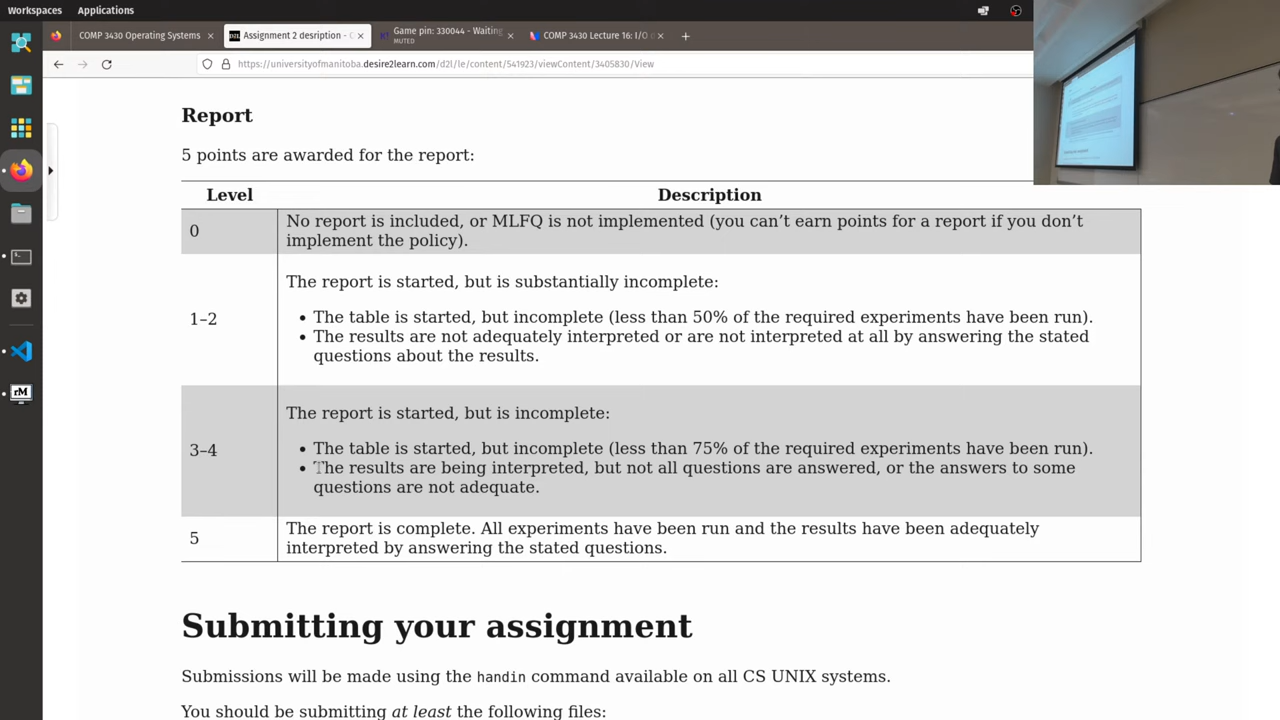 Workspaces
Applications
COMP 3430 Operating Systems
Assignment 2 desription -
Game pin: 330044 - Waiting
MUTED
COMP 3430 Lecture 16: I/O
https://universityofmanitoba.desire2learn.com/d2l/le/content/541923/viewContent/3405830/View
Report
5 points are awarded for the report:
Level
Description
0
No report is included, or MLFQ is not implemented (you can’t earn points for a report if you don’t
implement the policy).
The report is started, but is substantially incomplete:
1–2
• The table is started, but incomplete (less than 50% of the required experiments have been run).
• The results are not adequately interpreted or are not interpreted at all by answering the stated
questions about the results.
The report is started, but is incomplete:
3–4
• The table is started, but incomplete (less than 75% of the required experiments have been run).
• The results are being interpreted, but not all questions are answered, or the answers to some
questions are not adequate.
5
The report is complete. All experiments have been run and the results have been adequately
interpreted by answering the stated questions.
Submitting your assignment
Submissions will be made using the handin command available on all CS UNIX systems.
You should be submitting at least the following files:
rM